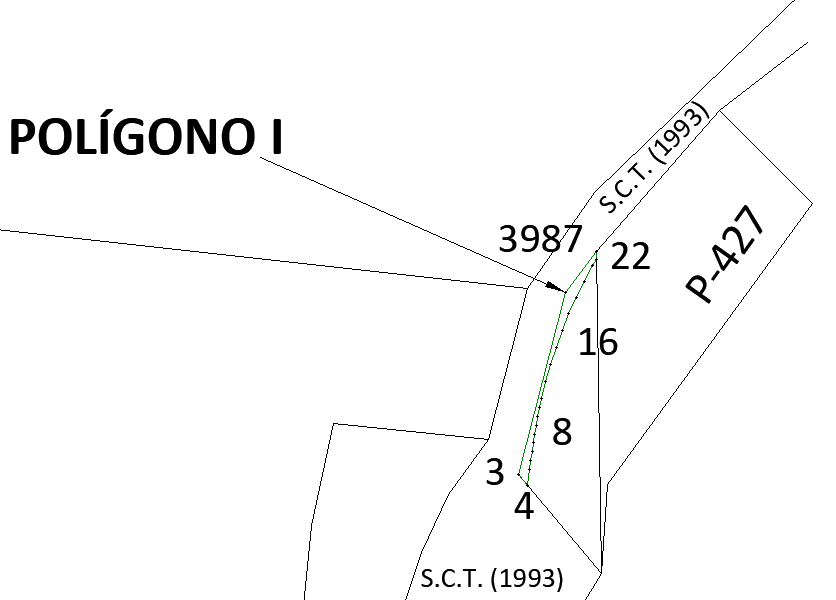 S.C.T. (1993)
POLÍGONO I
P-427
3987
22
16
8
3
4
S.C.T. (1993)